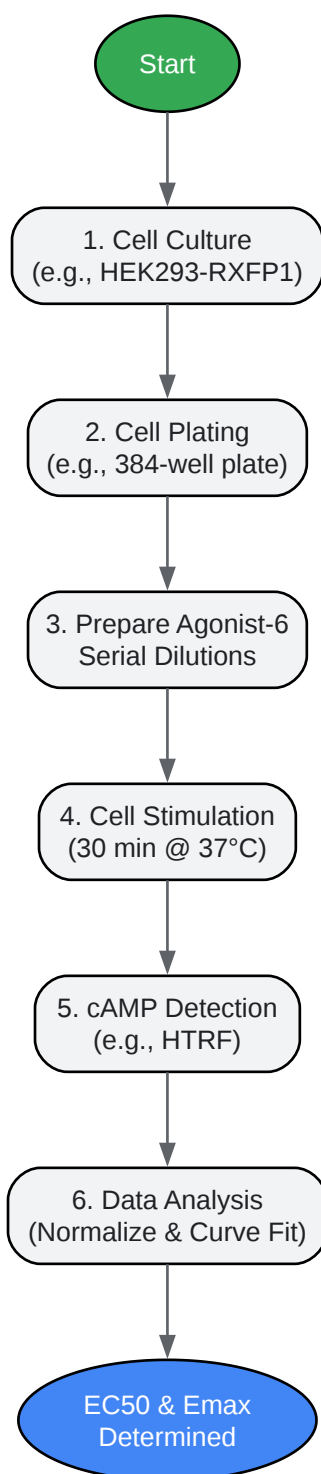 Start
1. Cell Culture
(e.g., HEK293-RXFP1)
2. Cell Plating
(e.g., 384-well plate)
3. Prepare Agonist-6
Serial Dilutions
4. Cell Stimulation
(30 min @ 37°C)
5. cAMP Detection
(e.g., HTRF)
6. Data Analysis
(Normalize & Curve Fit)
EC50 & Emax
Determined